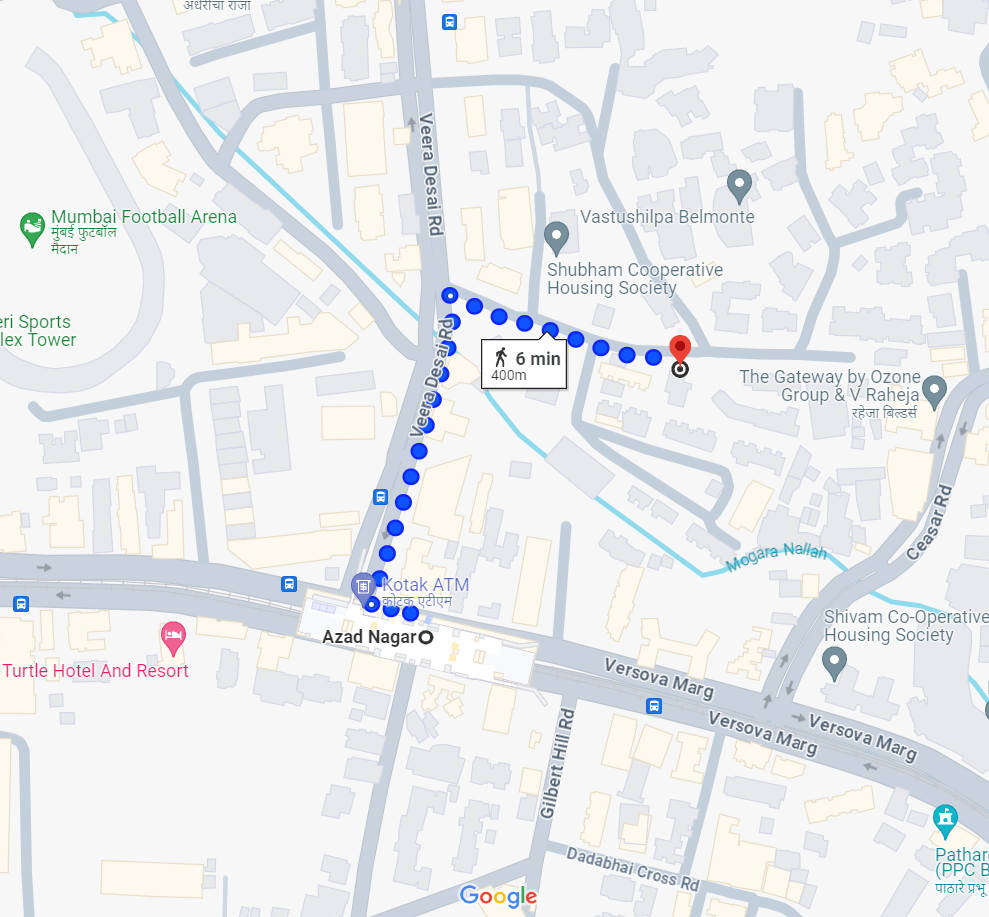 अंधेरीचा राजा
Veera Desai Rd
Mumbai Football Arena
मुंबई फुटबॉल
मैदान
Vastushilpa Belmonte
Shubham Cooperative
Housing Society
eri Sports
lex Tower
Veera Desai Rd
6 min
400m
The Gateway by Ozone
Group & V Raheja
रहेजा बिल्डर्स
Ceasar Rd
Mogara Nallah
Kotak ATM
कोटक एटीएम
Azad Nagar
Shivam Co-Operative
Housing Society
Turtle Hotel And Resort
Versova Marg
Versova Marg
Versova Marg
Gilbert Hill Rd
Dadabhai Cross Rd
Pathar
(PPC B
पाठारे प्रभू
Google